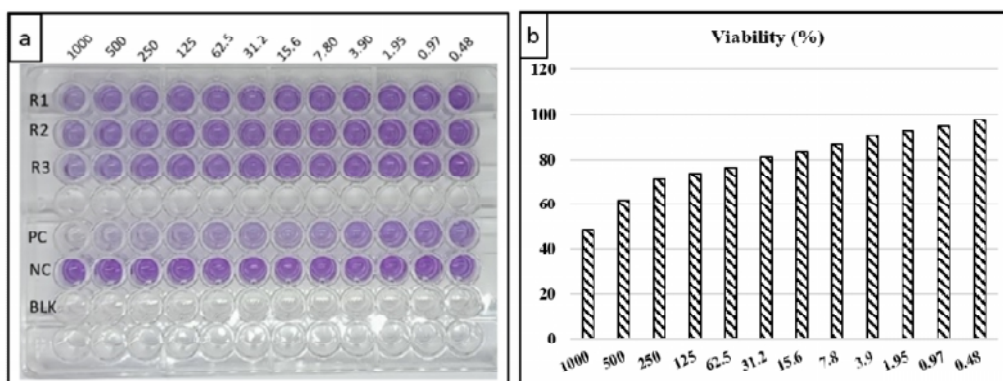 a
1000 500 250 125 62.5 31.2 15.6 7.80 3.90 1.95 0.97 0.48
R1
R2
R3
PC
NC
BLK
b
Viability (%)
120
100
80
60
40
20
0
1000 500 250 125 62.5 31.2 15.6 7.8 3.9 1.95 0.97 0.48